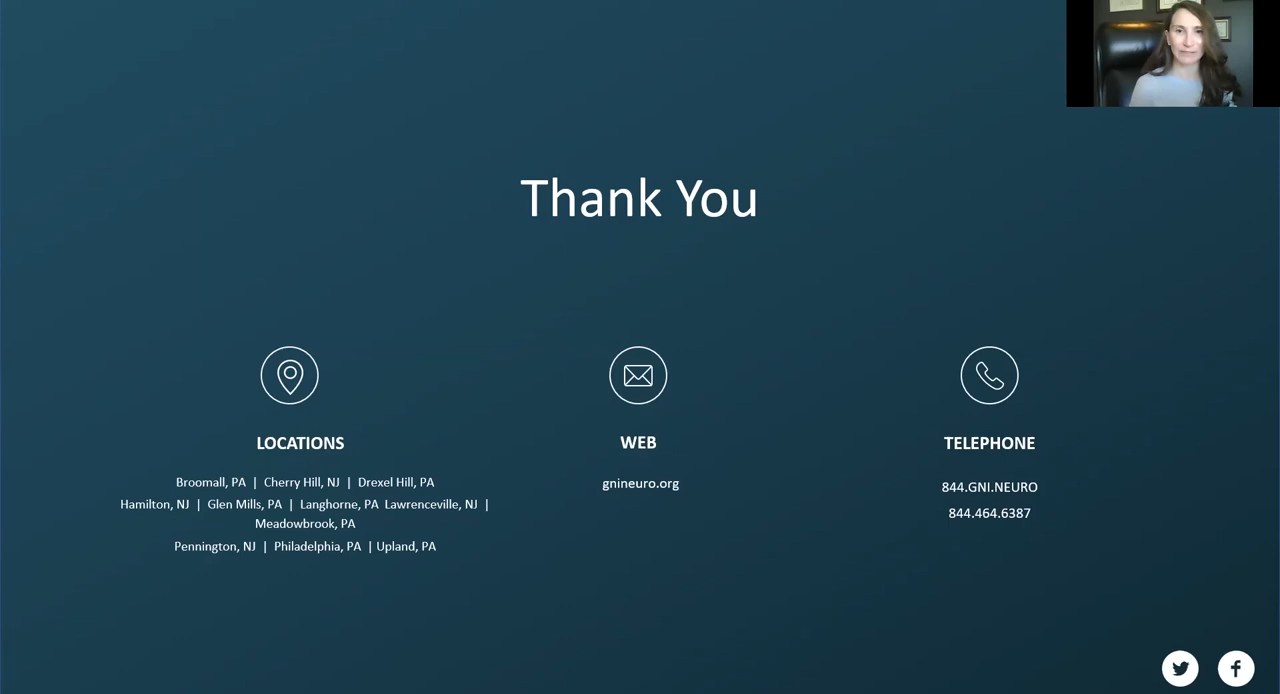 Thank You
LOCATIONS
Broomall, PA | Cherry Hill, NJ | Drexel Hill, PA
Hamilton, NJ | Glen Mills, PA | Langhorne, PA Lawrenceville, NJ |
Meadowbrook, PA
Pennington, NJ | Philadelphia, PA | Upland, PA
WEB
gnineuro.org
TELEPHONE
844.GNI.NEURO
844.464.6387